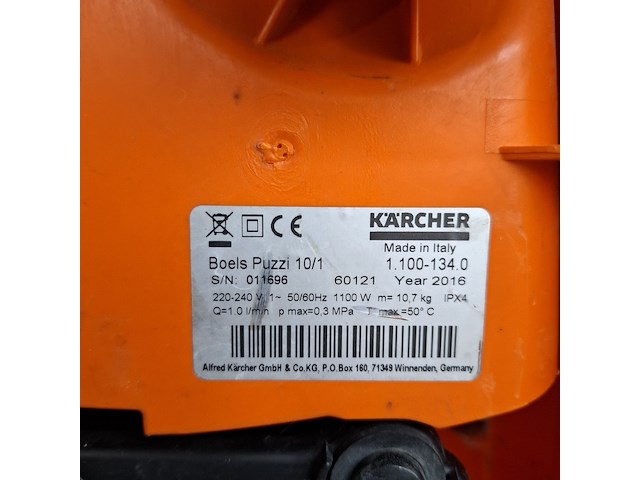 CE
KÄRCHER
Made in Italy
Boels Puzzi 10/1 1.100-134.0
S/N: 011696 60121 Year 2016
220-240 V 1~ 50/60Hz 1100 W m= 10,7 kg IPX4
Q=1.0 l/min p max=0,3 MPa T max =50° C
Alfred Kärcher GmbH & Co.KG, P.O.Box 160, 71349 Winnenden, Germany